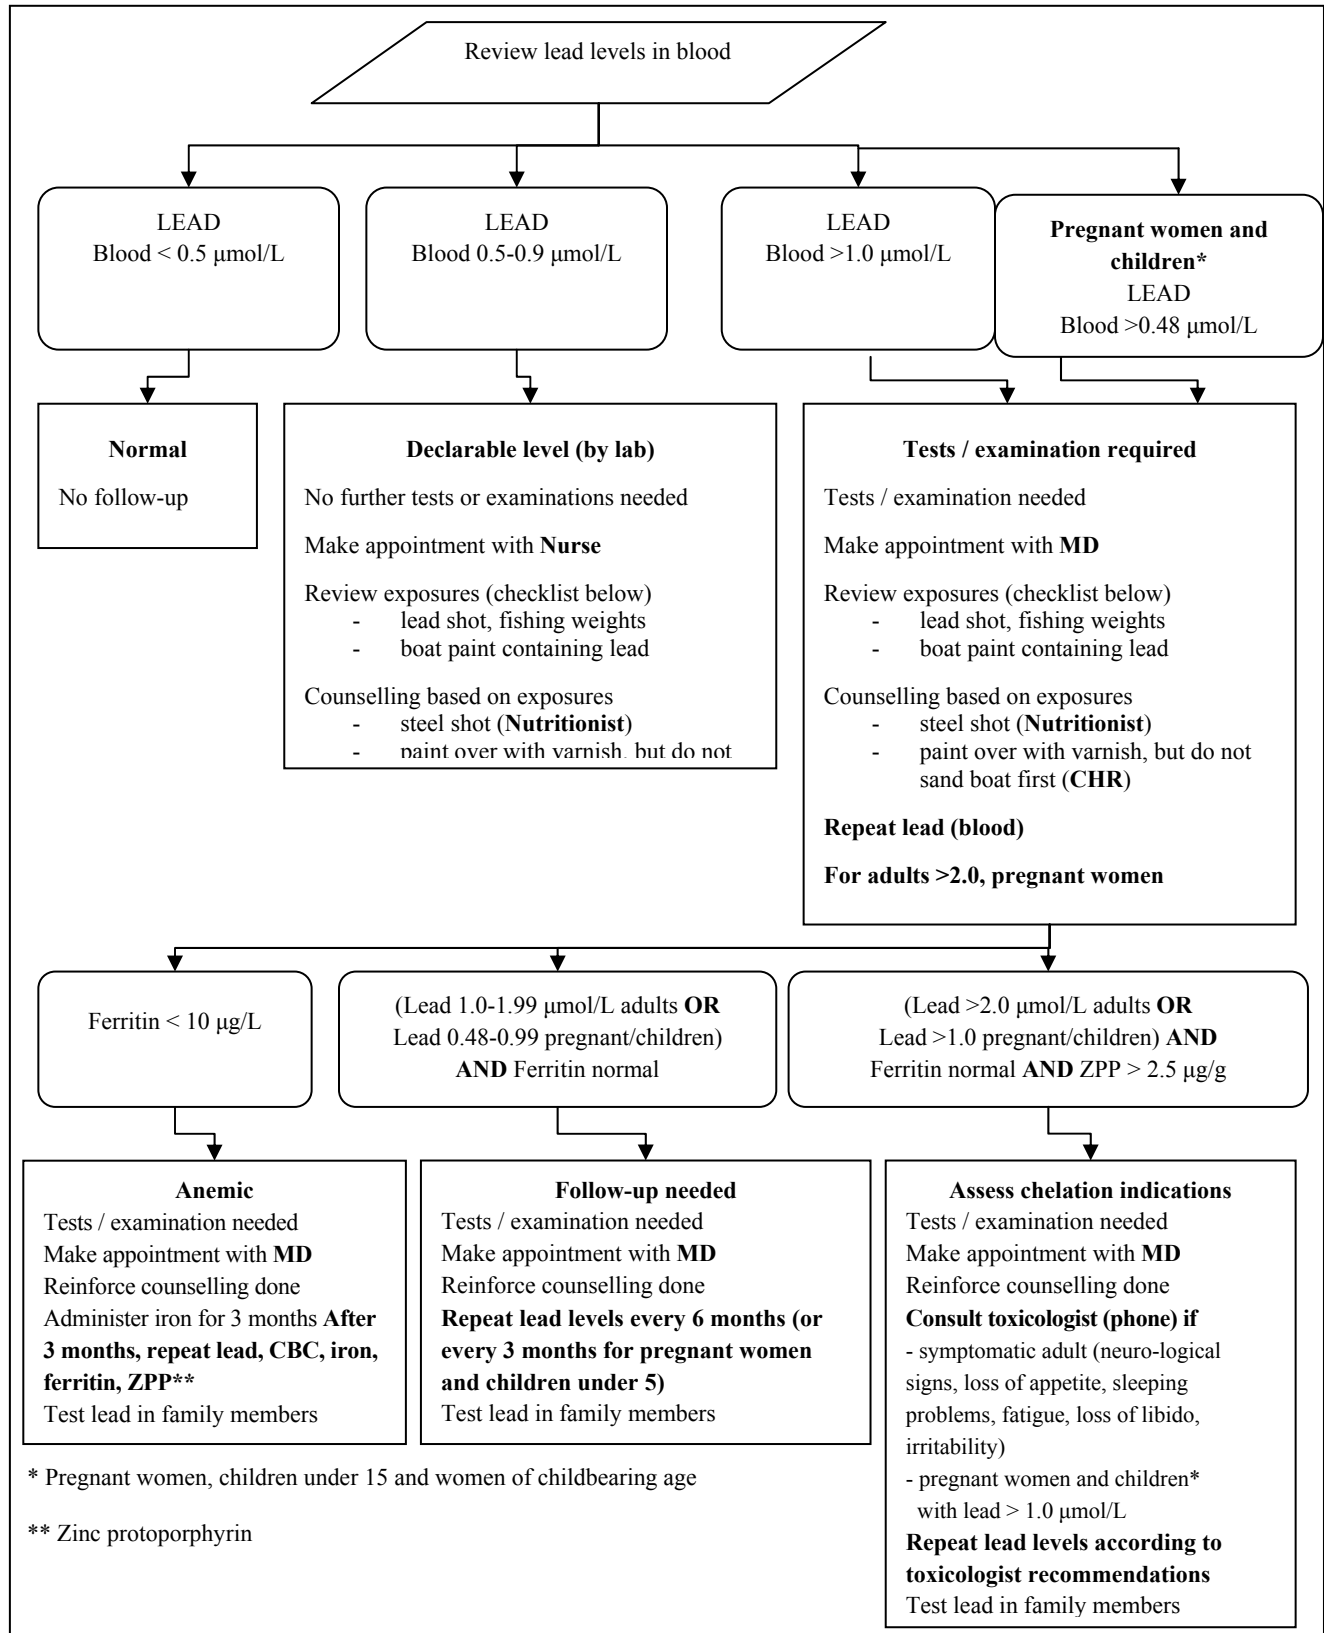 Review lead levels in blood
LEAD
Blood < 0.5 μmol/L
LEAD
Blood 0.5-0.9 μmol/L
LEAD
Blood >1.0 μmol/L
Pregnant women and
children*
LEAD
Blood >0.48 μmol/L
Normal
No follow-up
Declarable level (by lab)
No further tests or examinations needed
Make appointment with Nurse
Review exposures (checklist below)
- lead shot, fishing weights
- boat paint containing lead
Counselling based on exposures
- steel shot (Nutritionist)
- paint over with varnish, but do not
Tests / examination required
Tests / examination needed
Make appointment with MD
Review exposures (checklist below)
- lead shot, fishing weights
- boat paint containing lead
Counselling based on exposures
- steel shot (Nutritionist)
- paint over with varnish, but do not
sand boat first (CHR)
Repeat lead (blood)
For adults >2.0, pregnant women
Ferritin < 10 μg/L
(Lead 1.0-1.99 μmol/L adults OR
Lead 0.48-0.99 pregnant/children)
AND Ferritin normal
(Lead >2.0 μmol/L adults OR
Lead >1.0 pregnant/children) AND
Ferritin normal AND ZPP > 2.5 μg/g
Anemic
Tests / examination needed
Make appointment with MD
Reinforce counselling done
Administer iron for 3 months After
3 months, repeat lead, CBC, iron,
ferritin, ZPP**
Test lead in family members
Follow-up needed
Tests / examination needed
Make appointment with MD
Reinforce counselling done
Repeat lead levels every 6 months (or
every 3 months for pregnant women
and children under 5)
Test lead in family members
Assess chelation indications
Tests / examination needed
Make appointment with MD
Reinforce counselling done
Consult toxicologist (phone) if
- symptomatic adult (neuro-logical
signs, loss of appetite, sleeping
problems, fatigue, loss of libido,
irritability)
- pregnant women and children*
with lead > 1.0 μmol/L
Repeat lead levels according to
toxicologist recommendations
Test lead in family members
* Pregnant women, children under 15 and women of childbearing age
** Zinc protoporphyrin